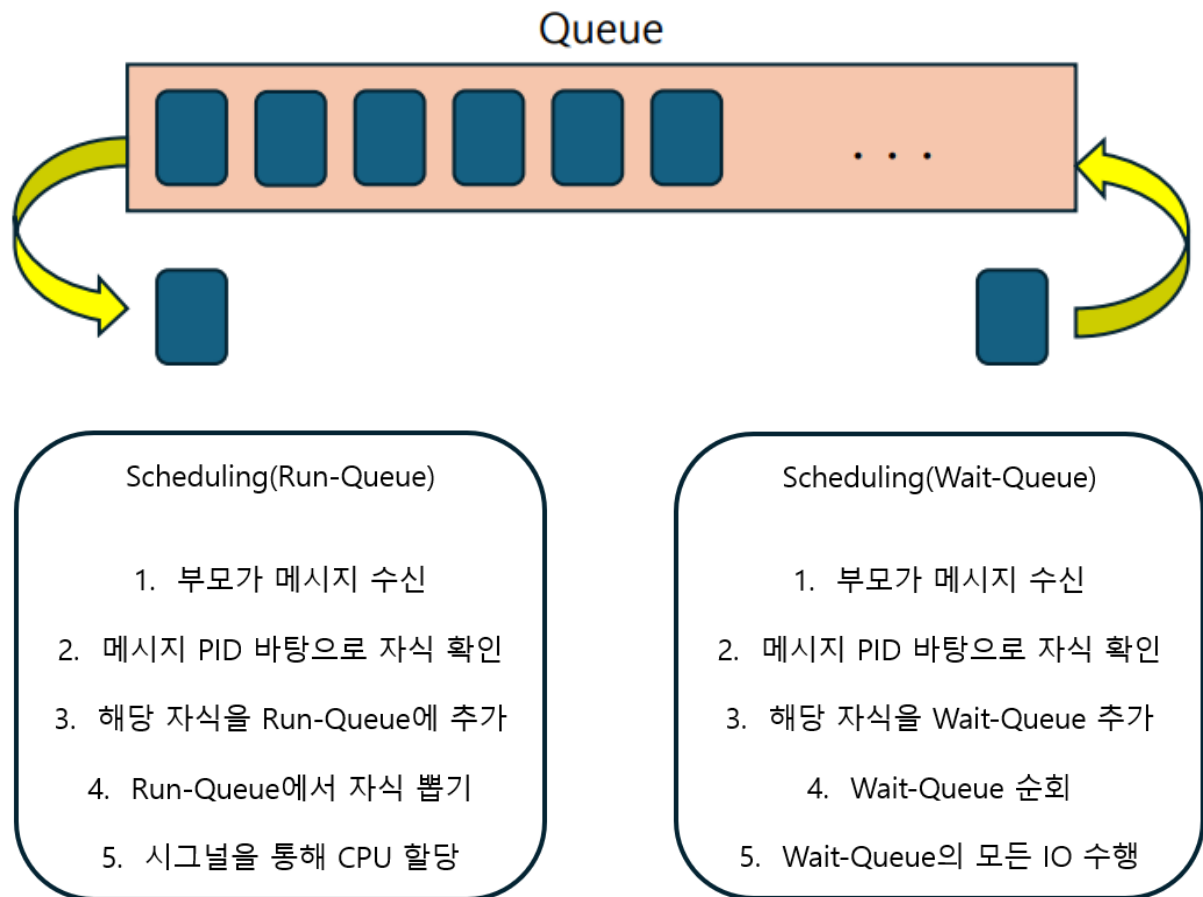 Queue
. . .
Scheduling(Run-Queue)
1. 부모가 메시지 수신
2. 메시지 PID 바탕으로 자식 확인
3. 해당 자식을 Run-Queue에 추가
4. Run-Queue에서 자식 뽑기
5. 시그널을 통해 CPU 할당
Scheduling(Wait-Queue)
1. 부모가 메시지 수신
2. 메시지 PID 바탕으로 자식 확인
3. 해당 자식을 Wait-Queue 추가
4. Wait-Queue 순회
5. Wait-Queue의 모든 IO 수행